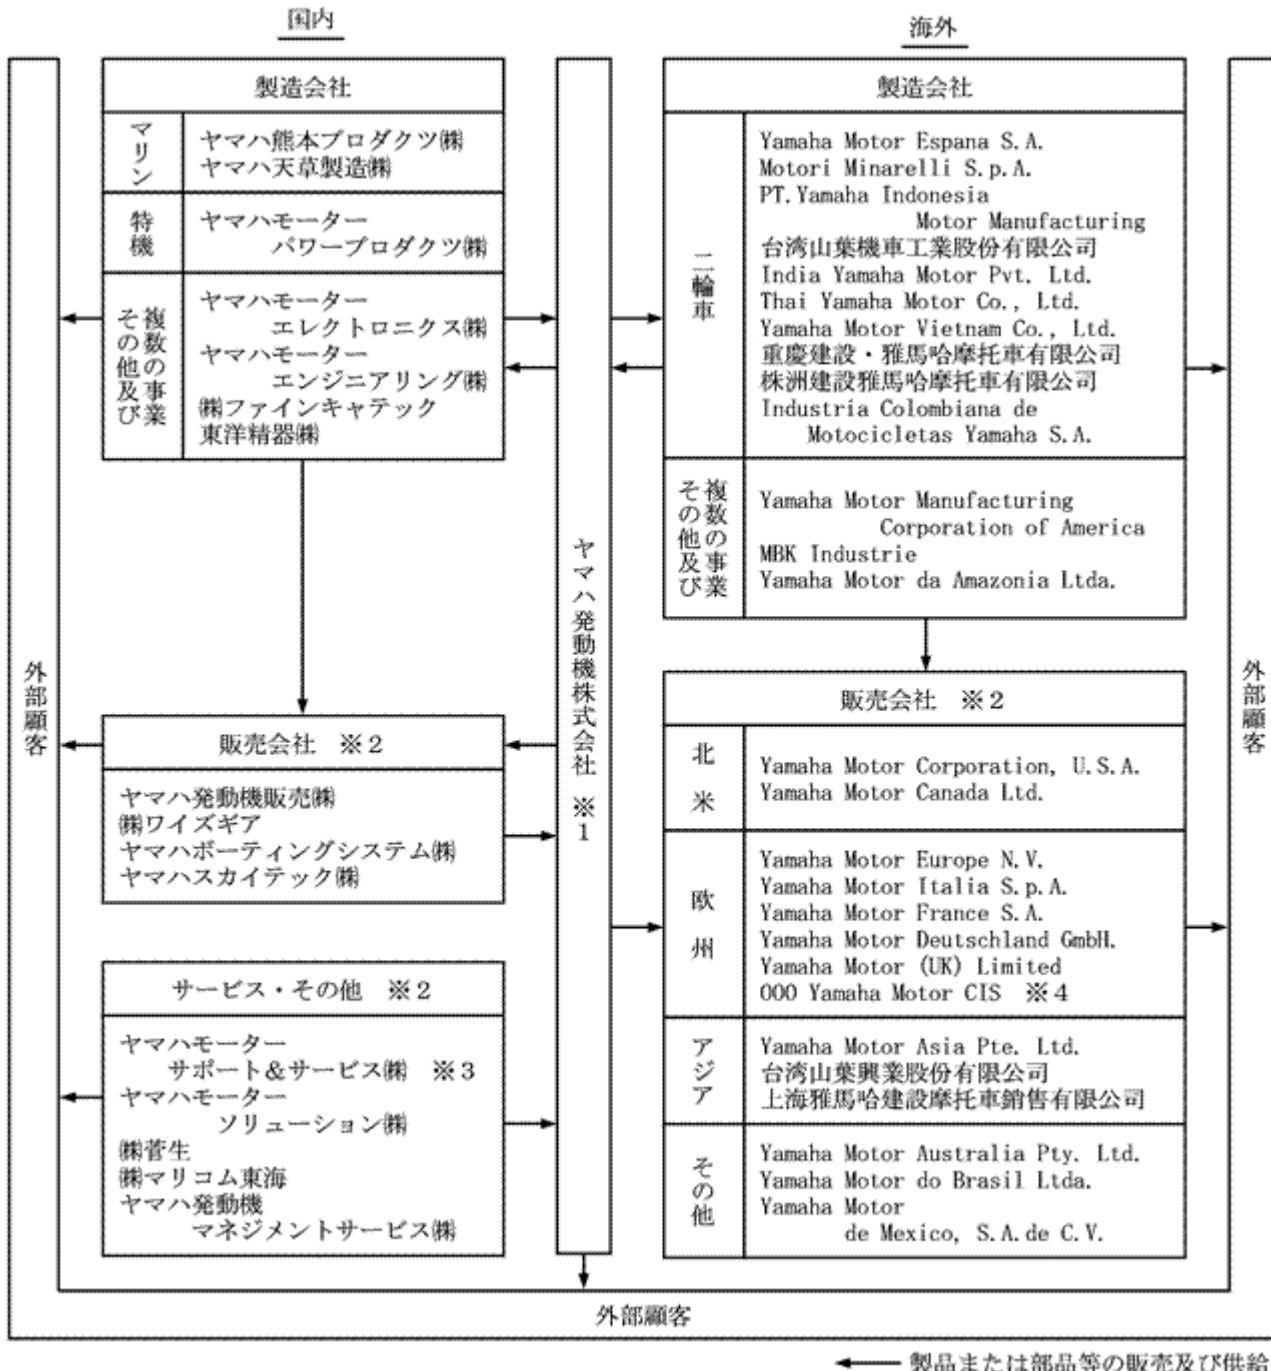 国内
製造会社
マリン
ヤマハ熊本プロダクツ㈱
ヤマハ天草製造㈱
特機
ヤマハモーター
パワープロダクツ㈱
複数の事業
その他及び
ヤマハモーター
エレクトロニクス㈱
ヤマハモーター
エンジニアリング㈱
㈱ファインキャテック
東洋精器㈱
外部顧客
販売会社 ※2
ヤマハ発動機販売㈱
㈱ワイズギア
ヤマハボーティングシステム㈱
ヤマハスカイテック㈱
サービス・その他 ※2
ヤマハモーター
サポート&サービス㈱ ※3
ヤマハモーター
ソリューション㈱
㈱菅生
㈱マリコム東海
ヤマハ発動機
マネジメントサービス㈱
ヤマハ発動機株式会社 ※1
海外
製造会社
二輪車
Yamaha Motor Espana S.A.
Motori Minarelli S.p.A.
PT.Yamaha Indonesia
Motor Manufacturing
台湾山葉機車工業股份有限公司
India Yamaha Motor Pvt. Ltd.
Thai Yamaha Motor Co., Ltd.
Yamaha Motor Vietnam Co., Ltd.
重慶建設・雅馬哈摩托車有限公司
株洲建設雅馬哈摩托車有限公司
Industria Colombiana de
Motocicletas Yamaha S.A.
複数の事業
その他及び
Yamaha Motor Manufacturing
Corporation of America
MBK Industrie
Yamaha Motor da Amazonia Ltda.
販売会社 ※2
北米
Yamaha Motor Corporation, U.S.A.
Yamaha Motor Canada Ltd.
欧州
Yamaha Motor Europe N.V.
Yamaha Motor Italia S.p.A.
Yamaha Motor France S.A.
Yamaha Motor Deutschland GmbH.
Yamaha Motor (UK) Limited
OOO Yamaha Motor CIS ※4
アジア
Yamaha Motor Asia Pte. Ltd.
台湾山葉興業股份有限公司
上海雅馬哈建設摩托車銷售有限公司
その他
Yamaha Motor Australia Pty. Ltd.
Yamaha Motor do Brasil Ltda.
Yamaha Motor
de Mexico, S.A.de C.V.
外部顧客
外部顧客
製品または部品等の販売及び供給